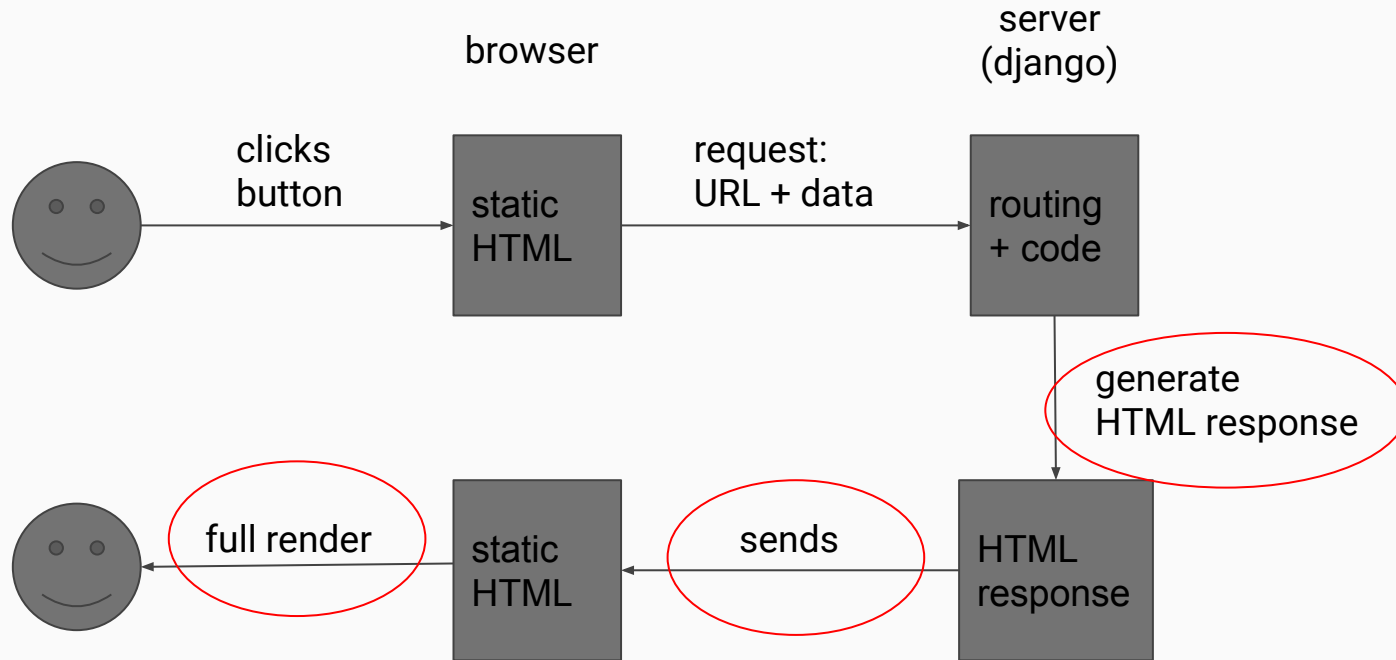 browser
server
(django)
clicks
button
static
HTML
request:
URL + data
routing
+ code
generate
HTML response
full render
static
HTML
sends
HTML
response